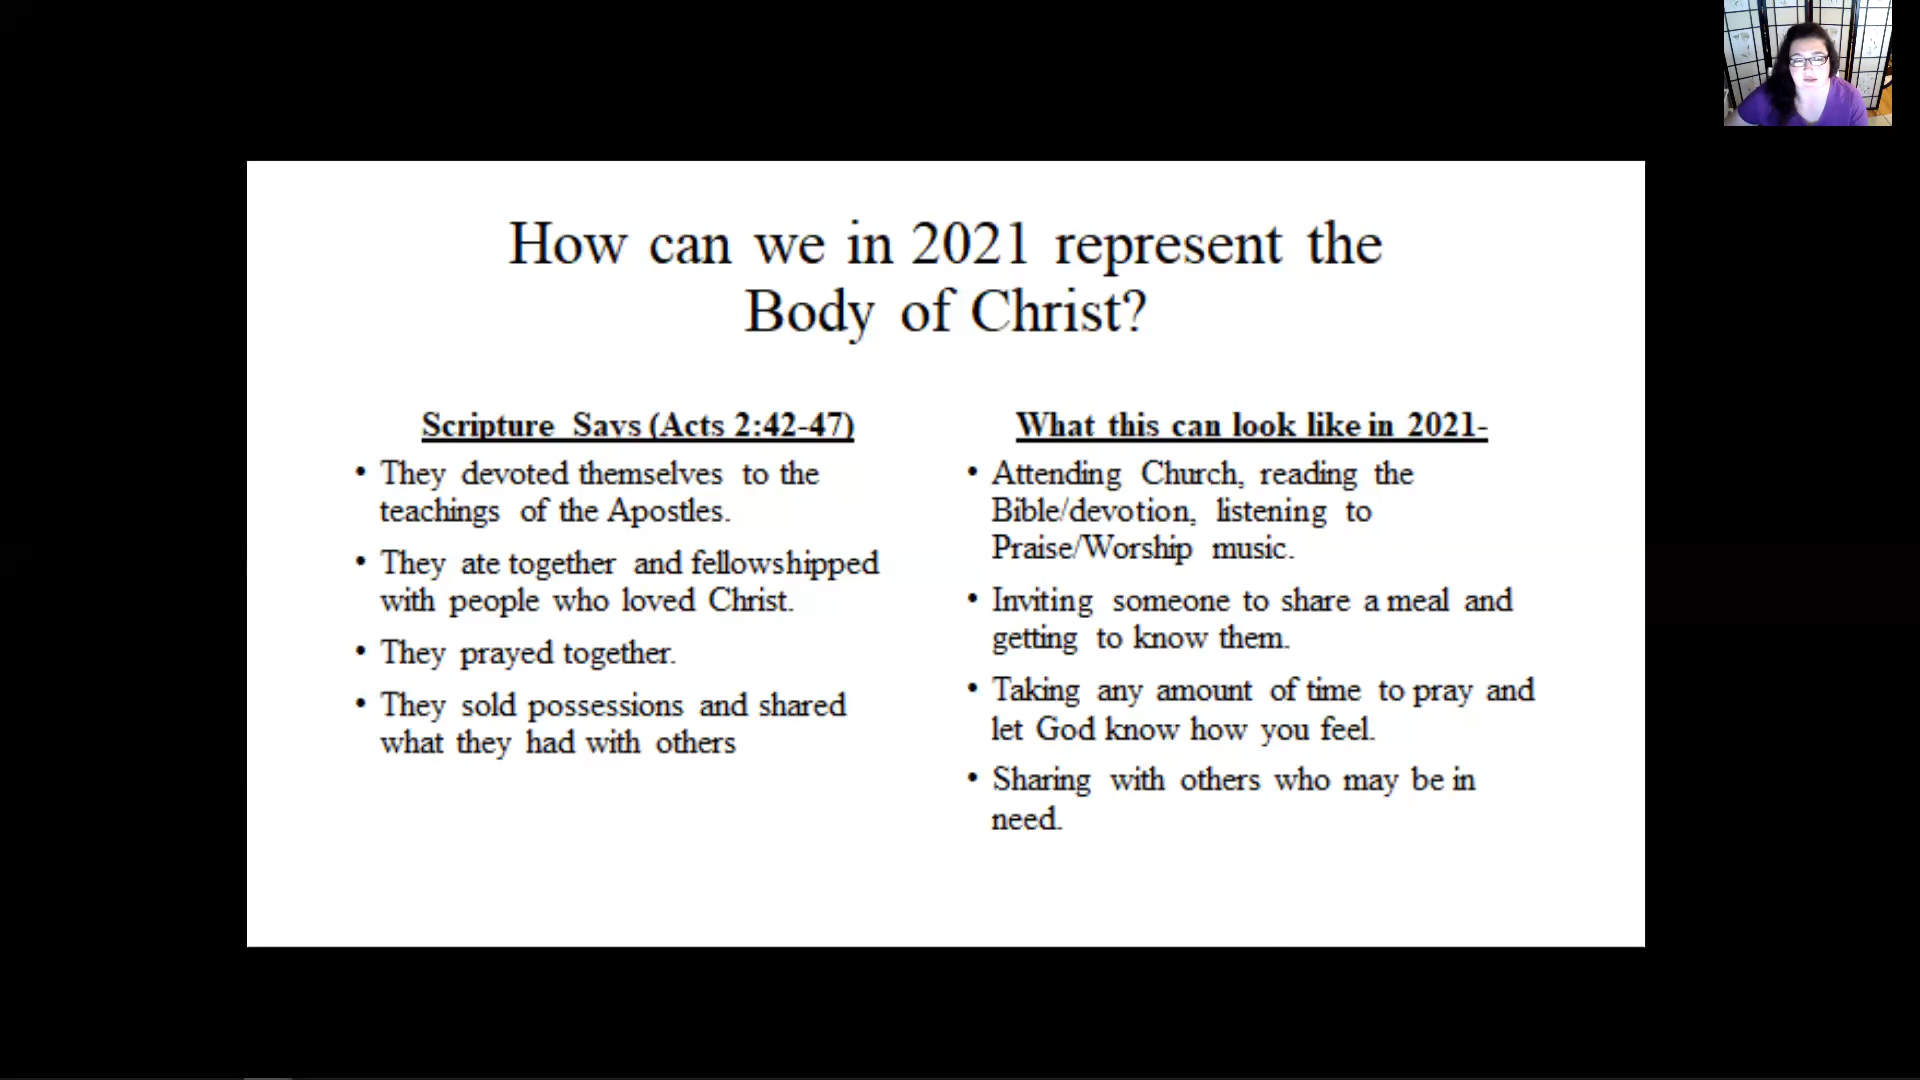 How can we in 2021 represent the
Body of Christ?
Scripture Says (Acts 2:42-47)
• They devoted themselves to the
teachings of the Apostles.
• They ate together and fellowshipped
with people who loved Christ.
• They prayed together.
• They sold possessions and shared
what they had with others
What this can look like in 2021-
• Attending Church, reading the
Bible/devotion, listening to
Praise/Worship music.
• Inviting someone to share a meal and
getting to know them.
• Taking any amount of time to pray and
let God know how you feel.
• Sharing with others who may be in
need.